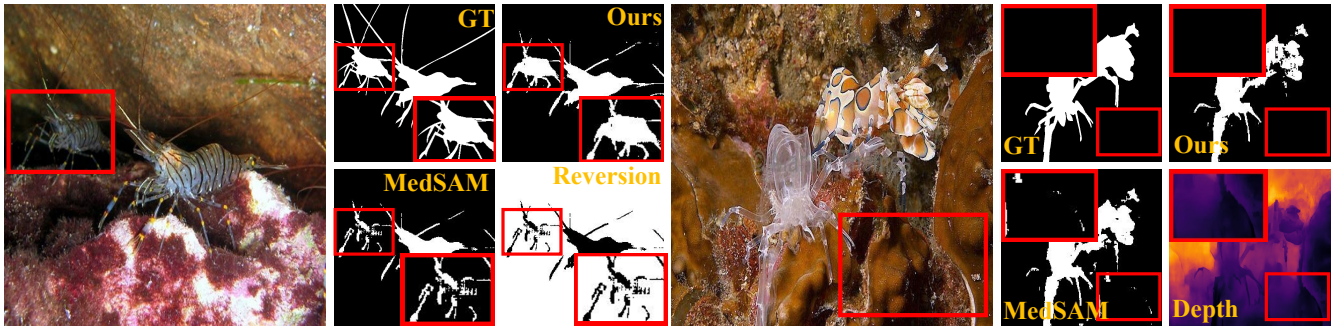 GT
Ours
MedSAM
Reversion
GT
Ours
MedSAM
Depth